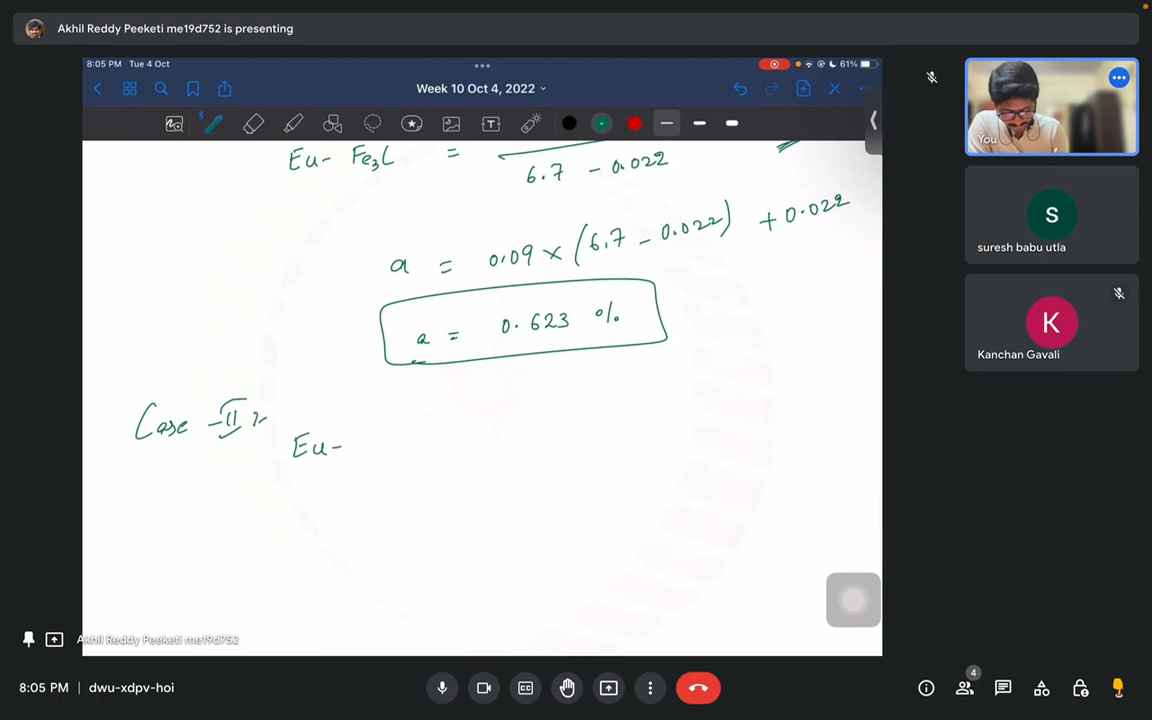 Akhil Reddy Peeketi me19d752 is presenting
8:05 PM Tue 4 Oct
61%
Week 10 Oct 4, 2022
Eu- Fe3C =
6.7 - 0.022
a = 0.09 × (6.7 - 0.022) + 0.022
a = 0.623 %
Case -II
Eu-
You
S
suresh babu utla
K
Kanchan Gavali
Akhil Reddy Peeketi me19d752
8:05 PM | dwu-xdpv-hoi
4